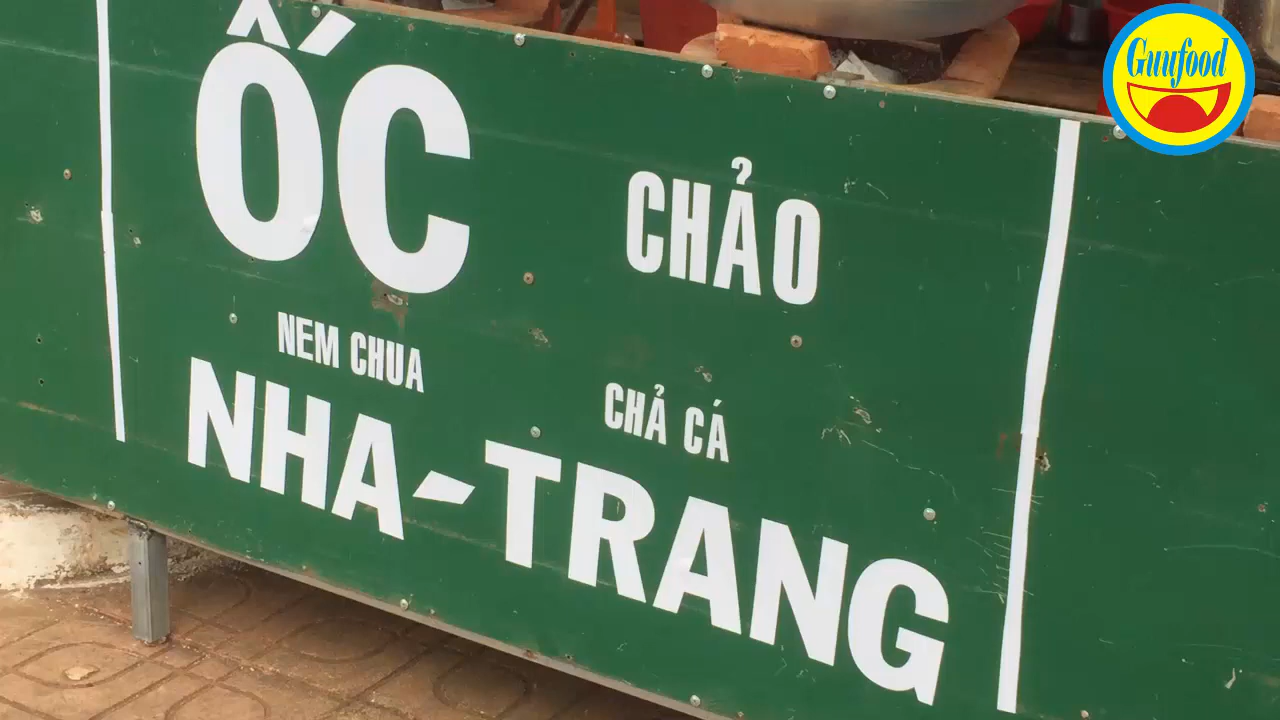 Guufood
ỐC CHẢO
NEM CHUA
CHẢ CÁ
NHA-TRANG